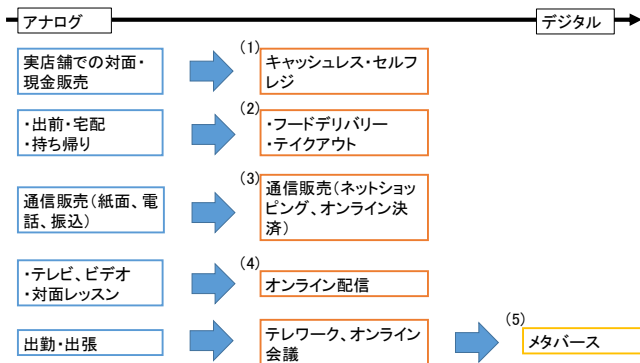 アナログ
デジタル
実店舗での対面・
現金販売
(1)
キャッシュレス・セルフ
レジ
・出前・宅配
・持ち帰り
(2)
・フードデリバリー
・テイクアウト
通信販売（紙面、電
話、振込）
(3)
通信販売（ネットショッ
ピング、オンライン決
済）
・テレビ、ビデオ
・対面レッスン
(4)
オンライン配信
出勤・出張
テレワーク、オンライン
会議
(5)
メタバース